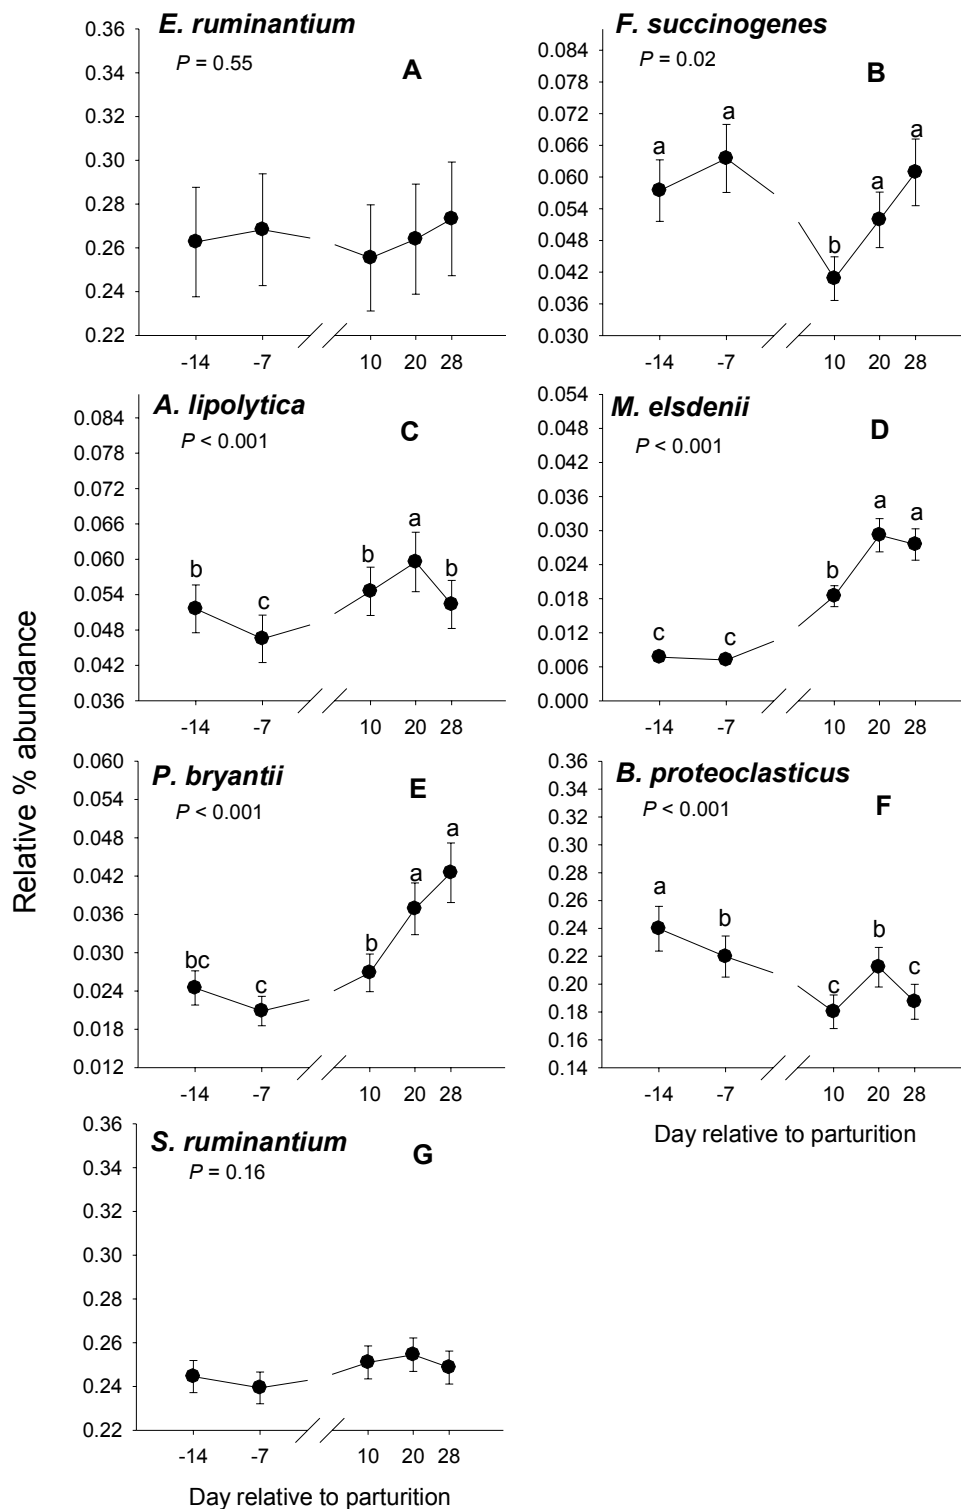 Relative % abundance
E. ruminantium
P = 0.55
A
0.36
0.34
0.32
0.30
0.28
0.26
0.24
0.22
-14 -7 10 20 28
F. succinogenes
P = 0.02
B
0.084
0.078
0.072
0.066
0.060
0.054
0.048
0.042
0.036
0.030
a a b a a
-14 -7 10 20 28
A. lipolytica
P < 0.001
C
0.084
0.078
0.072
0.066
0.060
0.054
0.048
0.042
0.036
b c b a b
-14 -7 10 20 28
M. elsdenii
P < 0.001
D
0.054
0.048
0.042
0.036
0.030
0.024
0.018
0.012
0.006
0.000
c c b a a
-14 -7 10 20 28
P. bryantii
P < 0.001
E
0.060
0.054
0.048
0.042
0.036
0.030
0.024
0.018
0.012
bc c b a a
-14 -7 10 20 28
B. proteoclasticus
P < 0.001
F
0.36
0.34
0.32
0.30
0.28
0.26
0.24
0.22
0.20
0.18
0.16
0.14
a b c b c
-14 -7 10 20 28
Day relative to parturition
S. ruminantium
P = 0.16
G
0.36
0.34
0.32
0.30
0.28
0.26
0.24
0.22
-14 -7 10 20 28
Day relative to parturition